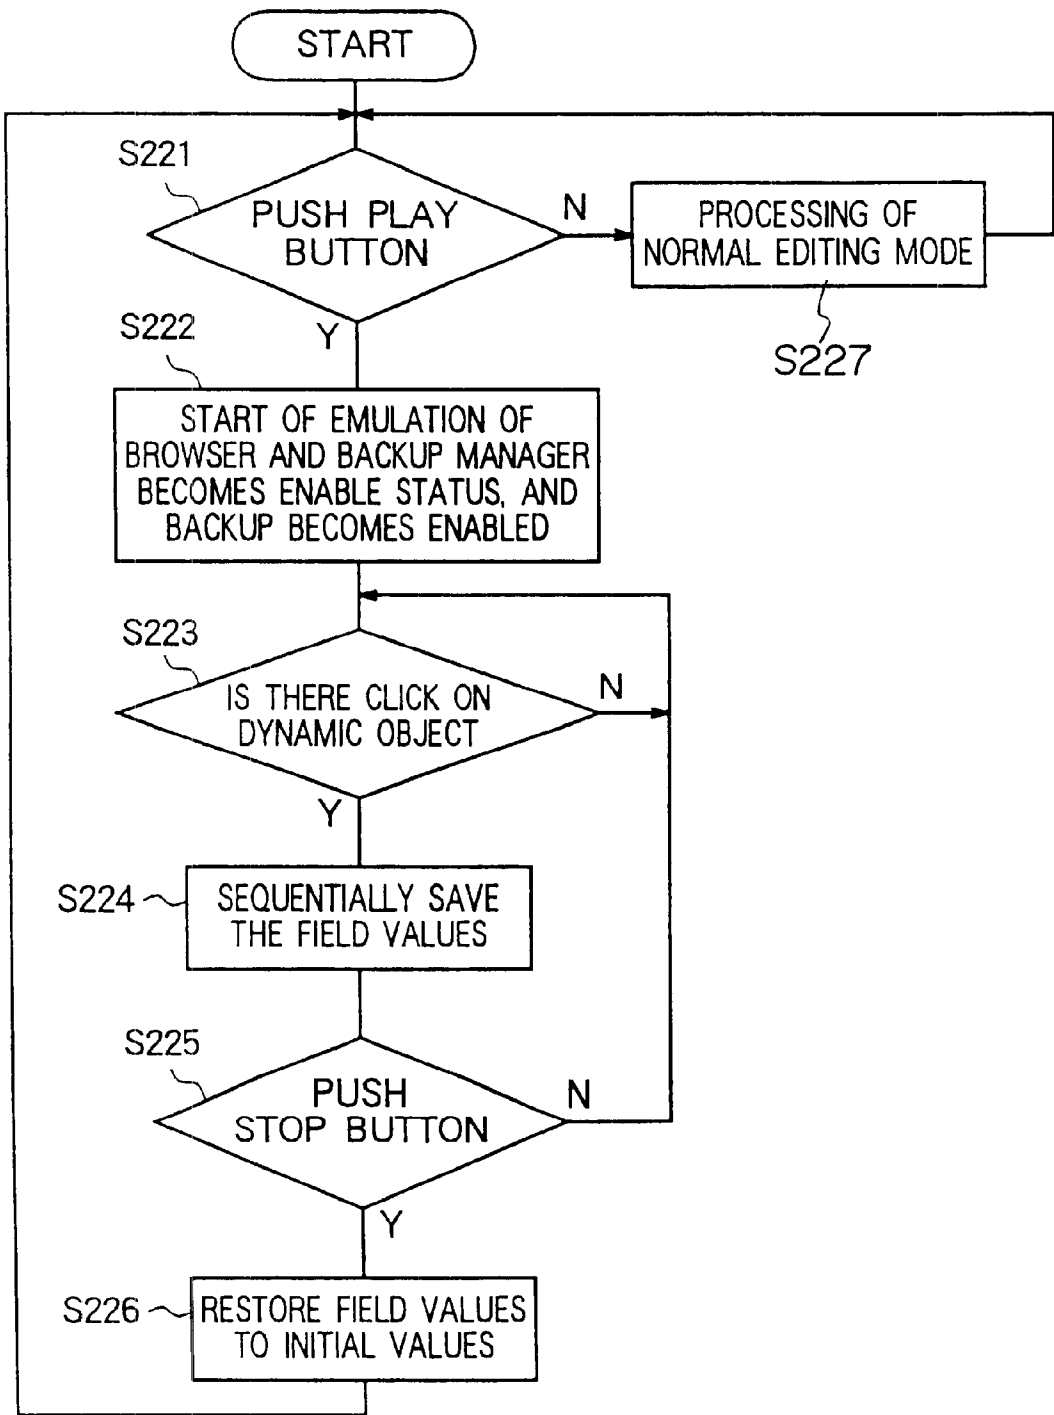 START
S221
PUSH PLAY
BUTTON
N
PROCESSING OF
NORMAL EDITING MODE
S227
Y
S222
START OF EMULATION OF
BROWSER AND BACKUP MANAGER
BECOMES ENABLE STATUS, AND
BACKUP BECOMES ENABLED
S223
IS THERE CLICK ON
DYNAMIC OBJECT
N
Y
S224
SEQUENTIALLY SAVE
THE FIELD VALUES
S225
PUSH
STOP BUTTON
N
Y
S226
RESTORE FIELD VALUES
TO INITIAL VALUES